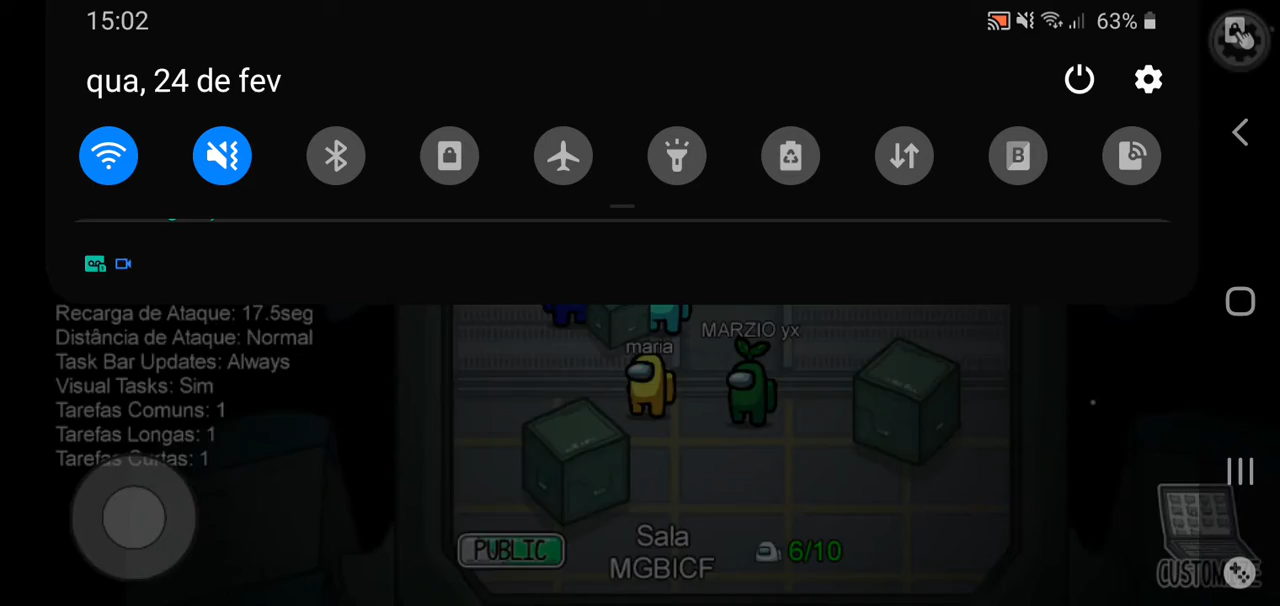 15:02
63%
qua, 24 de fev
B
Recarga de Ataque: 17.5seg
Distância de Ataque: Normal
Task Bar Updates: Always
Visual Tasks: Sim
Tarefas Comuns: 1
Tarefas Longas: 1
Tarefas Curtas: 1
MARZIO yx
maria
PUBLIC
Sala
MGBICF
6/10